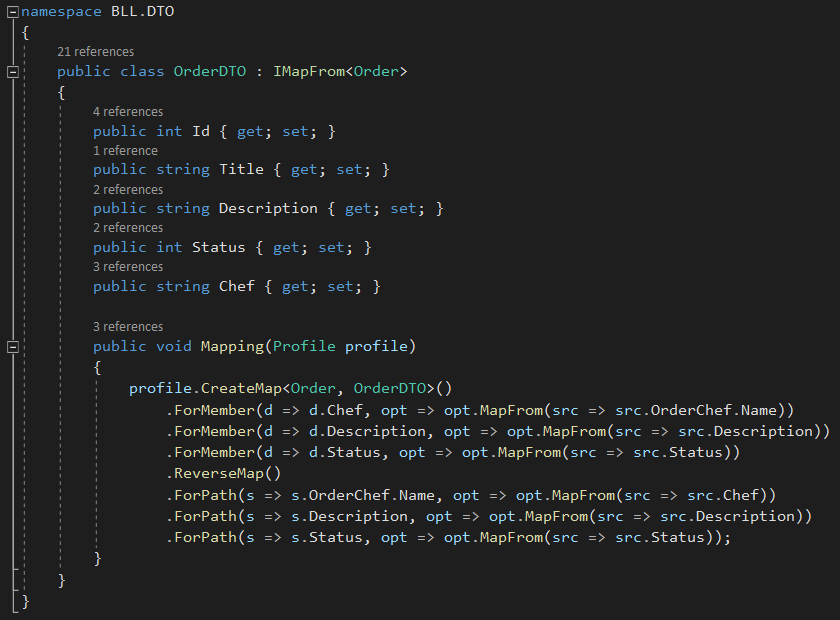 namespace BLL.DTO
{
21 references
public class OrderDTO : IMapFrom<Order>
{
4 references
public int Id { get; set; }
1 reference
public string Title { get; set; }
2 references
public string Description { get; set; }
2 references
public int Status { get; set; }
3 references
public string Chef { get; set; }
3 references
public void Mapping(Profile profile)
{
profile.CreateMap<Order, OrderDTO>()
.ForMember(d => d.Chef, opt => opt.MapFrom(src => src.OrderChef.Name))
.ForMember(d => d.Description, opt => opt.MapFrom(src => src.Description))
.ForMember(d => d.Status, opt => opt.MapFrom(src => src.Status))
.ReverseMap()
.ForPath(s => s.OrderChef.Name, opt => opt.MapFrom(src => src.Chef))
.ForPath(s => s.Description, opt => opt.MapFrom(src => src.Description))
.ForPath(s => s.Status, opt => opt.MapFrom(src => src.Status));
}
}
}